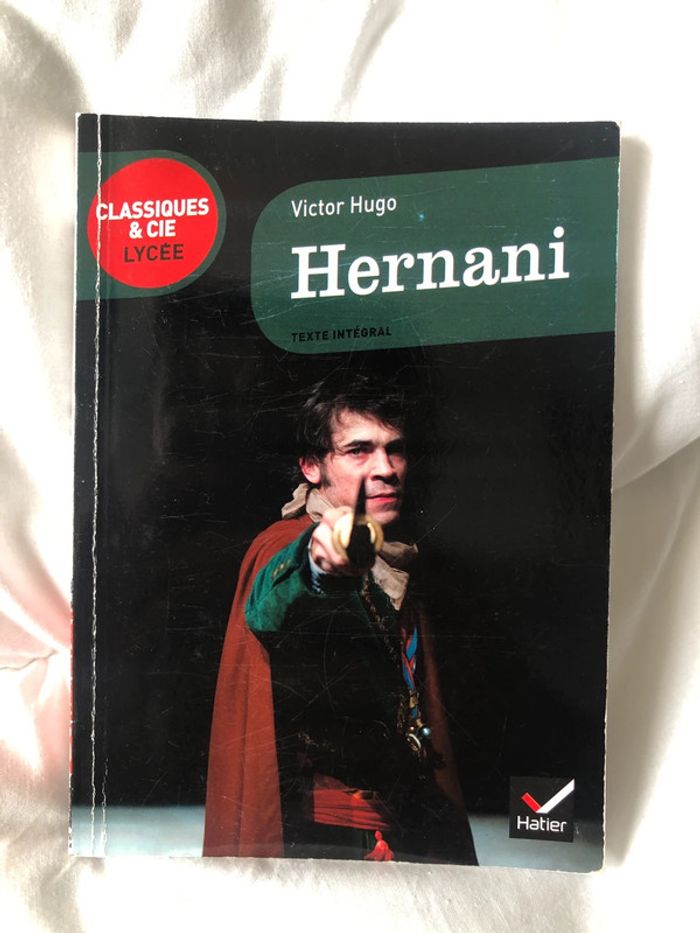 CLASSIQUES
& CIE
LYCÉE
Victor Hugo
Hernani
TEXTE INTÉGRAL
Hatier